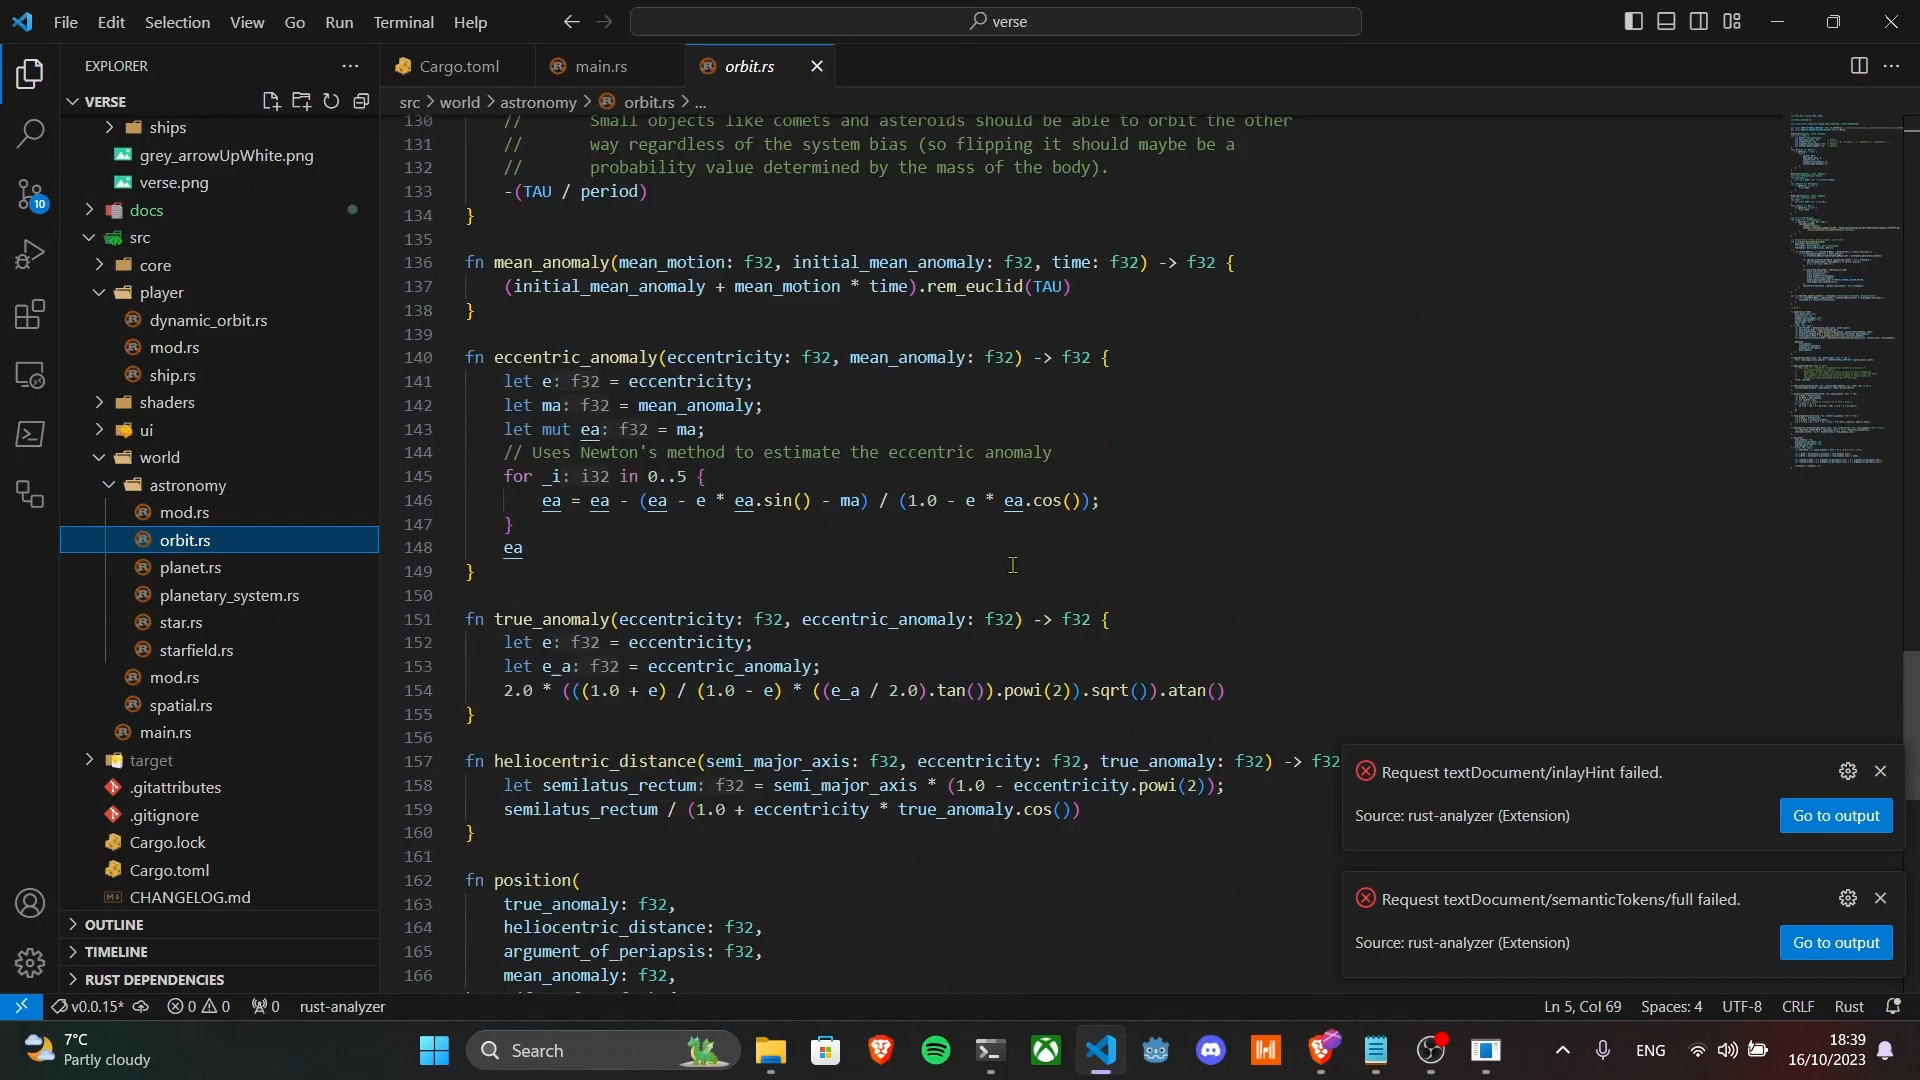 File Edit Selection View Go Run Terminal Help
verse
EXPLORER
Cargo.toml
main.rs
orbit.rs
VERSE
src > world > astronomy > orbit.rs > ...
ships
grey_arrowUpWhite.png
verse.png
docs
src
core
player
dynamic_orbit.rs
mod.rs
ship.rs
shaders
ui
world
astronomy
mod.rs
orbit.rs
planet.rs
planetary_system.rs
star.rs
starfield.rs
mod.rs
spatial.rs
main.rs
target
.gitattributes
.gitignore
Cargo.lock
Cargo.toml
CHANGELOG.md
OUTLINE
TIMELINE
RUST DEPENDENCIES
10
130 // Small objects like comets and asteroids should be able to orbit the other
131 // way regardless of the system bias (so flipping it should maybe be a
132 // probability value determined by the mass of the body).
133 -(TAU / period)
134 }
135
136 fn mean_anomaly(mean_motion: f32, initial_mean_anomaly: f32, time: f32) -> f32 {
137 (initial_mean_anomaly + mean_motion * time).rem_euclid(TAU)
138 }
139
140 fn eccentric_anomaly(eccentricity: f32, mean_anomaly: f32) -> f32 {
141 let e: f32 = eccentricity;
142 let ma: f32 = mean_anomaly;
143 let mut ea: f32 = ma;
144 // Uses Newton's method to estimate the eccentric anomaly
145 for _i: i32 in 0..5 {
146 ea = ea - (ea - e * ea.sin() - ma) / (1.0 - e * ea.cos());
147 }
148 ea
149 }
150
151 fn true_anomaly(eccentricity: f32, eccentric_anomaly: f32) -> f32 {
152 let e: f32 = eccentricity;
153 let e_a: f32 = eccentric_anomaly;
154 2.0 * (((1.0 + e) / (1.0 - e) * ((e_a / 2.0).tan()).powi(2)).sqrt()).atan()
155 }
156
157 fn heliocentric_distance(semi_major_axis: f32, eccentricity: f32, true_anomaly: f32) -> f32
158 let semilatus_rectum: f32 = semi_major_axis * (1.0 - eccentricity.powi(2));
159 semilatus_rectum / (1.0 + eccentricity * true_anomaly.cos())
160 }
161
162 fn position(
163 true_anomaly: f32,
164 heliocentric_distance: f32,
165 argument_of_periapsis: f32,
166 mean_anomaly: f32,
Request textDocument/inlayHint failed.
Source: rust-analyzer (Extension)
Go to output
Request textDocument/semanticTokens/full failed.
Source: rust-analyzer (Extension)
Go to output
v0.0.15* 0 0 0 rust-analyzer
Ln 5, Col 69 Spaces: 4 UTF-8 CRLF Rust
7°C
Partly cloudy
Search
ENG
18:39
16/10/2023